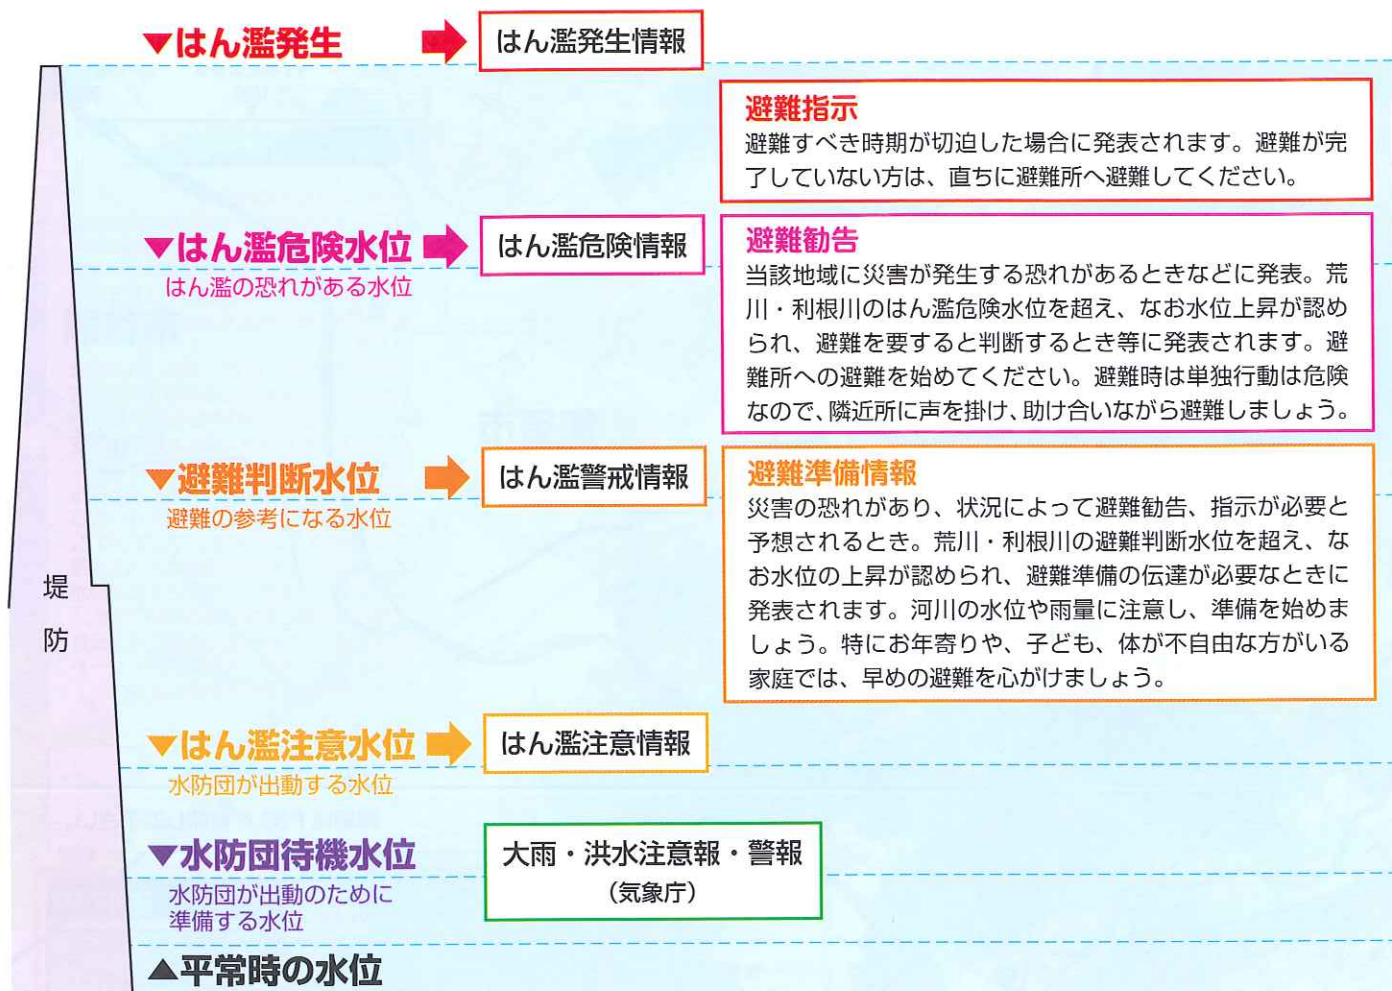 ▼はん濫発生
はん濫発生情報
避難指示
避難すべき時期が切迫した場合に発表されます。避難が完
了していない方は、直ちに避難所へ避難してください。
▼はん濫危険水位
はん濫の恐れがある水位
はん濫危険情報
避難勧告
当該地域に災害が発生する恐れがあるときなどに発表。荒
川・利根川のはん濫危険水位を超え、なお水位上昇が認め
られ、避難を要すると判断するとき等に発表されます。避
難所への避難を始めてください。避難時は単独行動は危険
なので、隣近所に声を掛け、助け合いながら避難しましょう。
▼避難判断水位
避難の参考になる水位
はん濫警戒情報
避難準備情報
災害の恐れがあり、状況によって避難勧告、指示が必要と
予想されるとき。荒川・利根川の避難判断水位を超え、な
お水位の上昇が認められ、避難準備の伝達が必要なときに
発表されます。河川の水位や雨量に注意し、準備を始めま
しょう。特にお年寄りや、子ども、体が不自由な方がいる
家庭では、早めの避難を心がけましょう。
堤防
▼はん濫注意水位
水防団が出動する水位
はん濫注意情報
▼水防団待機水位
水防団が出動のために
準備する水位
大雨・洪水注意報・警報
(気象庁)
▲平常時の水位